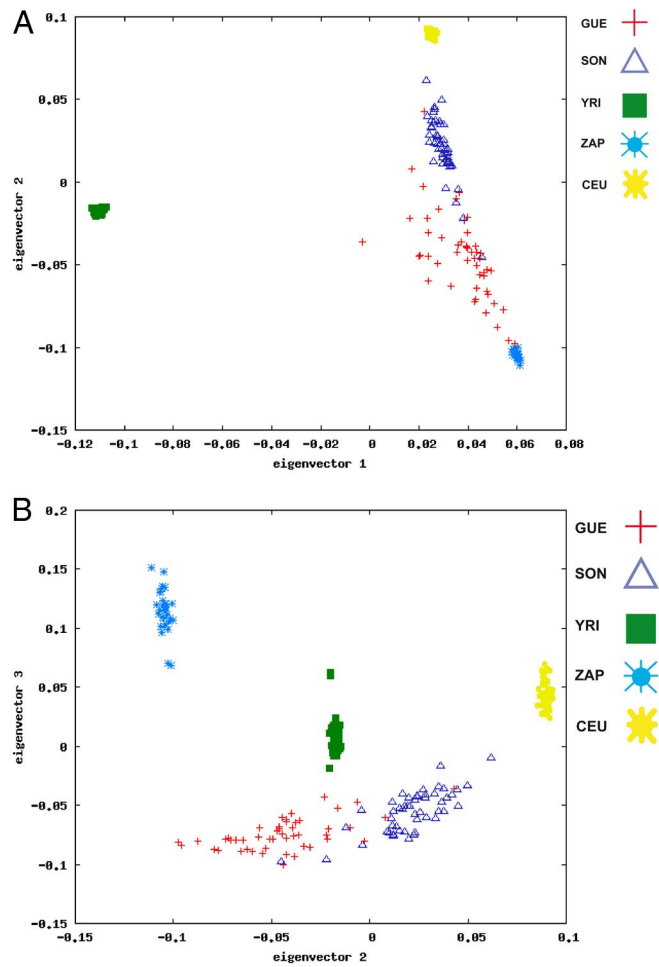 A
0.1
0.05
0
-0.05
-0.1
-0.15
eigenvector 2
-0.12 -0.1 -0.08 -0.06 -0.04 -0.02 0 0.02 0.04 0.06 0.08
eigenvector 1
GUE
SON
YRI
ZAP
CEU
B
0.2
0.15
0.1
0.05
0
-0.05
-0.1
-0.15
eigenvector 3
-0.15 -0.1 -0.05 0 0.05 0.1
eigenvector 2
GUE
SON
YRI
ZAP
CEU